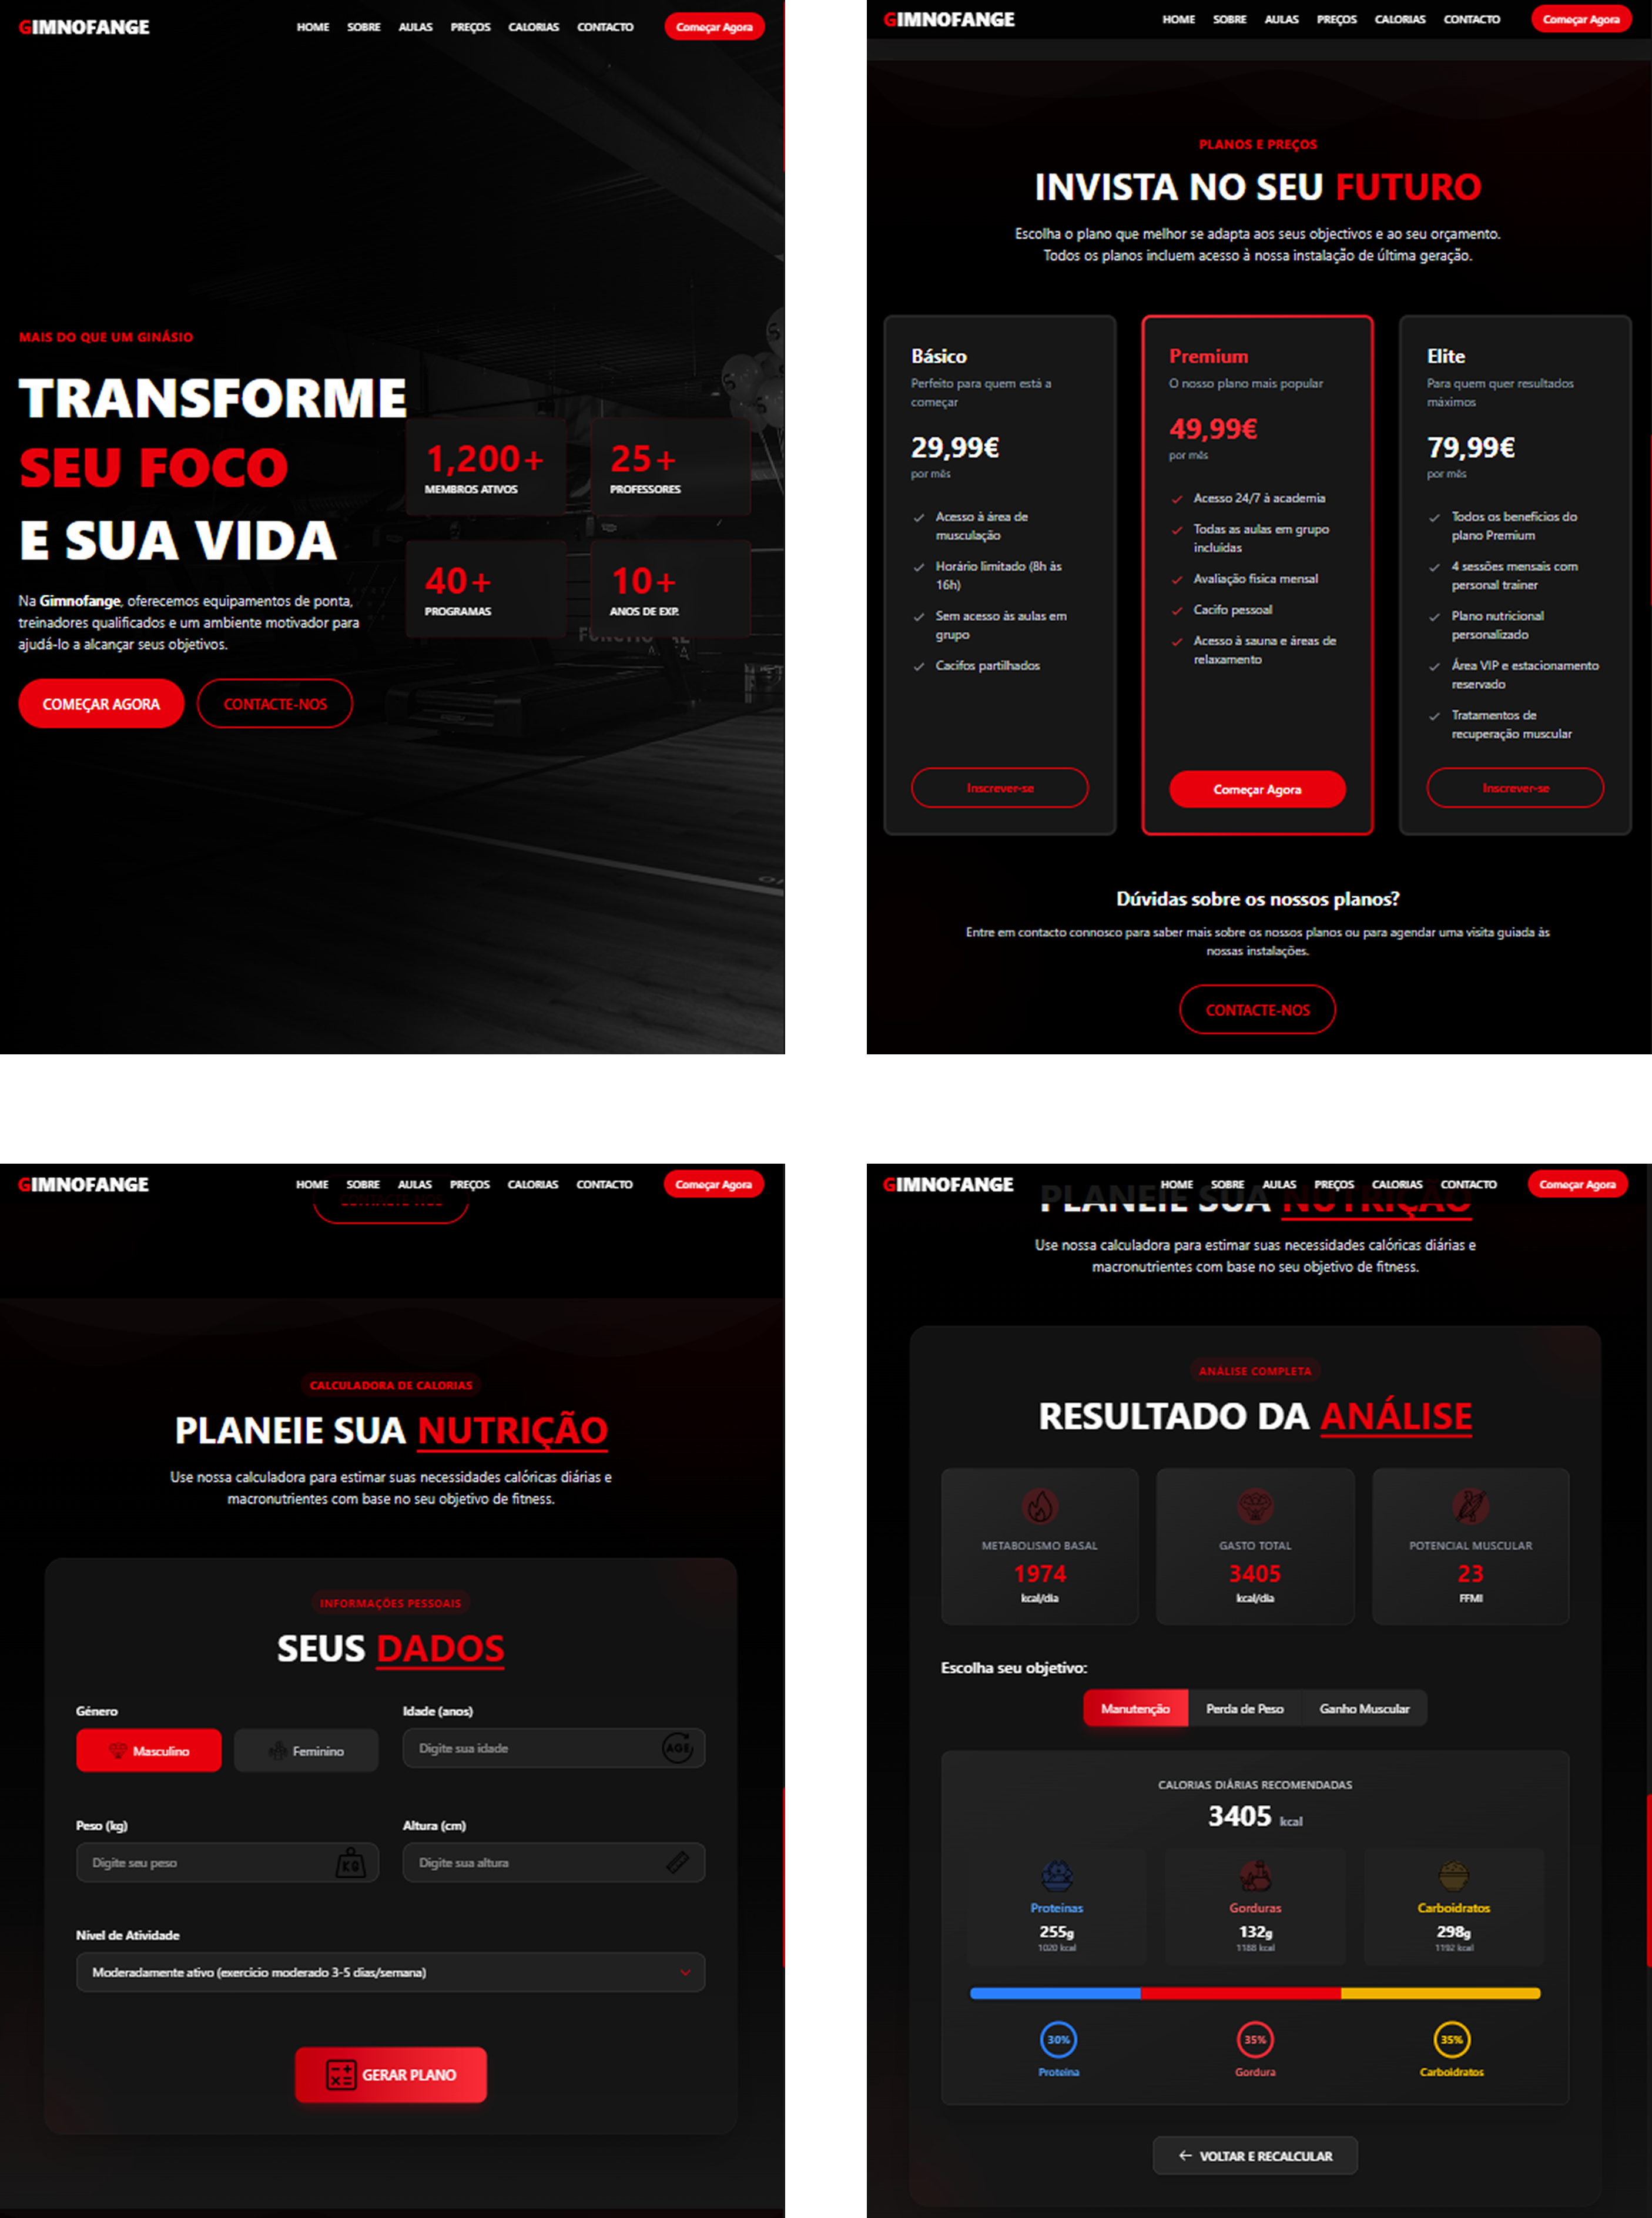 GIMNOFANGE
HOME SOBRE AULAS PREÇOS CALORIAS CONTACTO Começar Agora
MAIS DO QUE UM GINÁSIO
TRANSFORME
SEU FOCO
E SUA VIDA
Na Gimnofange, oferecemos equipamentos de ponta,
treinadores qualificados e um ambiente motivador para
ajudá-lo a alcançar seus objetivos.
COMEÇAR AGORA
CONTACTE-NOS
1,200+
MEMBROS ATIVOS
25+
PROFESSORES
40+
PROGRAMAS
10+
ANOS DE EXP.
GIMNOFANGE
HOME SOBRE AULAS PREÇOS CALORIAS CONTACTO Começar Agora
PLANOS E PREÇOS
INVISTA NO SEU FUTURO
Escolha o plano que melhor se adapta aos seus objectivos e ao seu orçamento.
Todos os planos incluem acesso à nossa instalação de última geração.
Básico
Perfeito para quem está a
começar
29,99€
por mês
Acesso à área de
musculação
Horário limitado (8h às
16h)
Sem acesso às aulas em
grupo
Cacifos partilhados
Inscrever-se
Premium
O nosso plano mais popular
49,99€
por mês
Acesso 24/7 à academia
Todas as aulas em grupo
incluídas
Avaliação física mensal
Cacifo pessoal
Acesso à sauna e áreas de
relaxamento
Começar Agora
Elite
Para quem quer resultados
máximos
79,99€
por mês
Todos os benefícios do
plano Premium
4 sessões mensais com
personal trainer
Plano nutricional
personalizado
Área VIP e estacionamento
reservado
Tratamentos de
recuperação muscular
Inscrever-se
Dúvidas sobre os nossos planos?
Entre em contacto connosco para saber mais sobre os nossos planos ou para agendar uma visita guiada às
nossas instalações.
CONTACTE-NOS
GIMNOFANGE
HOME SOBRE AULAS PREÇOS CALORIAS CONTACTO Começar Agora
CONTACTE-NOS
CALCULADORA DE CALORIAS
PLANEIE SUA NUTRIÇÃO
Use nossa calculadora para estimar suas necessidades calóricas diárias e
macronutrientes com base no seu objetivo de fitness.
INFORMAÇÕES PESSOAIS
SEUS DADOS
Género
Masculino
Feminino
Idade (anos)
Digite sua idade
AGE
Peso (kg)
Digite seu peso
KG
Altura (cm)
Digite sua altura
Nível de Atividade
Moderadamente ativo (exercício moderado 3-5 dias/semana)
GERAR PLANO
GIMNOFANGE
HOME SOBRE AULAS PREÇOS CALORIAS CONTACTO Começar Agora
PLANEIE SUA NUTRIÇÃO
Use nossa calculadora para estimar suas necessidades calóricas diárias e
macronutrientes com base no seu objetivo de fitness.
ANÁLISE COMPLETA
RESULTADO DA ANÁLISE
METABOLISMO BASAL
1974
kcal/dia
GASTO TOTAL
3405
kcal/dia
POTENCIAL MUSCULAR
23
FFMI
Escolha seu objetivo:
Manutenção
Perda de Peso
Ganho Muscular
CALORIAS DIÁRIAS RECOMENDADAS
3405 kcal
Proteínas
255g
1020 kcal
Gorduras
132g
1188 kcal
Carboidratos
298g
1192 kcal
30%
Proteína
35%
Gordura
35%
Carboidratos
← VOLTAR E RECALCULAR